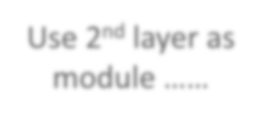 Use 2nd layer as
module ……